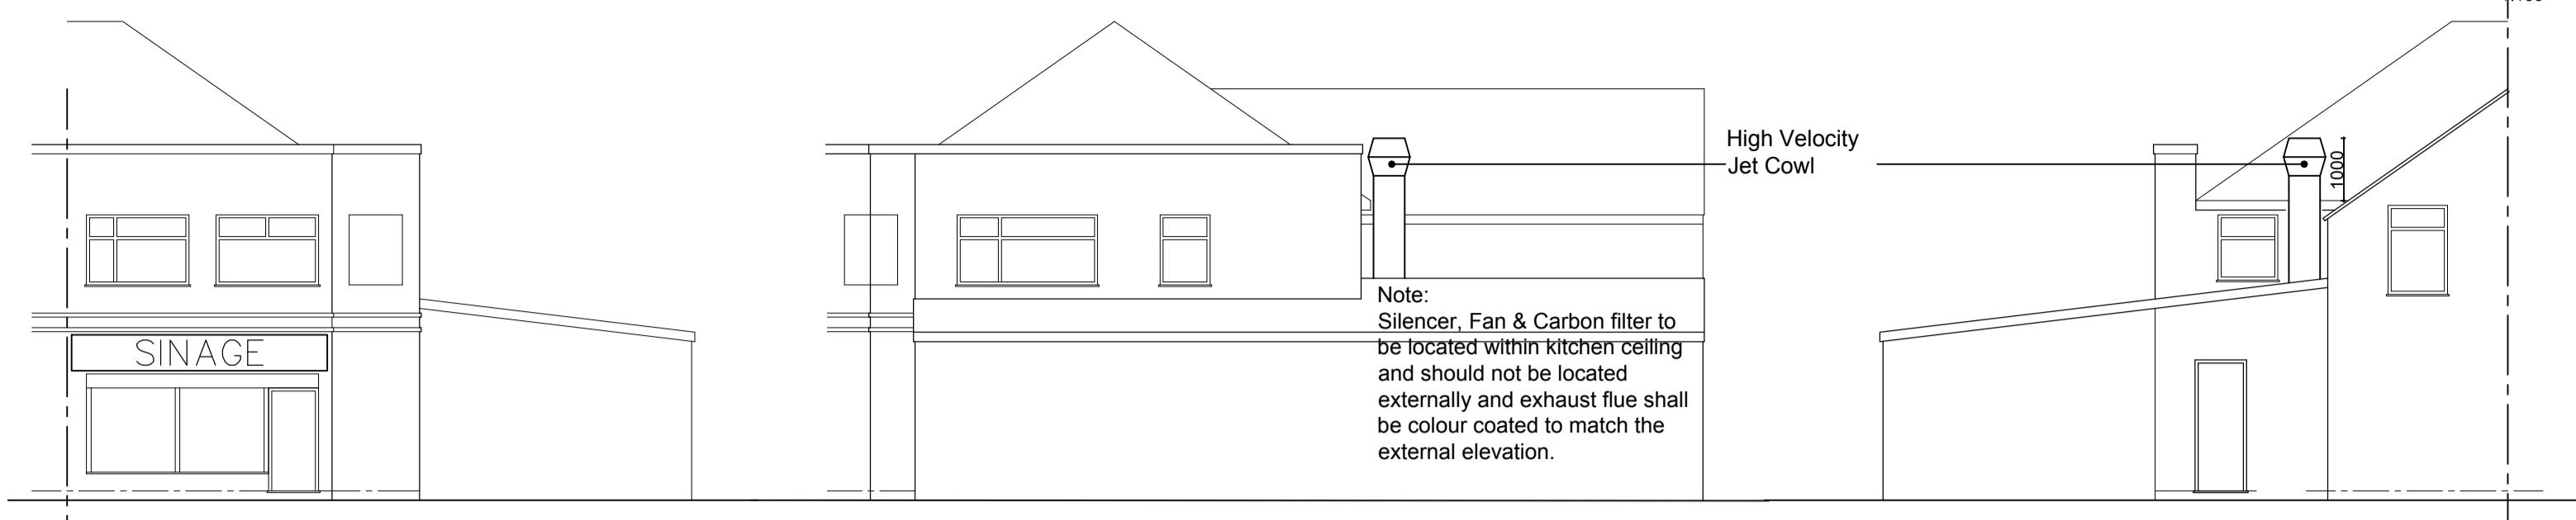 SINAGE
High Velocity
Jet Cowl
1000
Note:
Silencer, Fan & Carbon filter to
be located within kitchen ceiling
and should not be located
externally and exhaust flue shall
be colour coated to match the
external elevation.